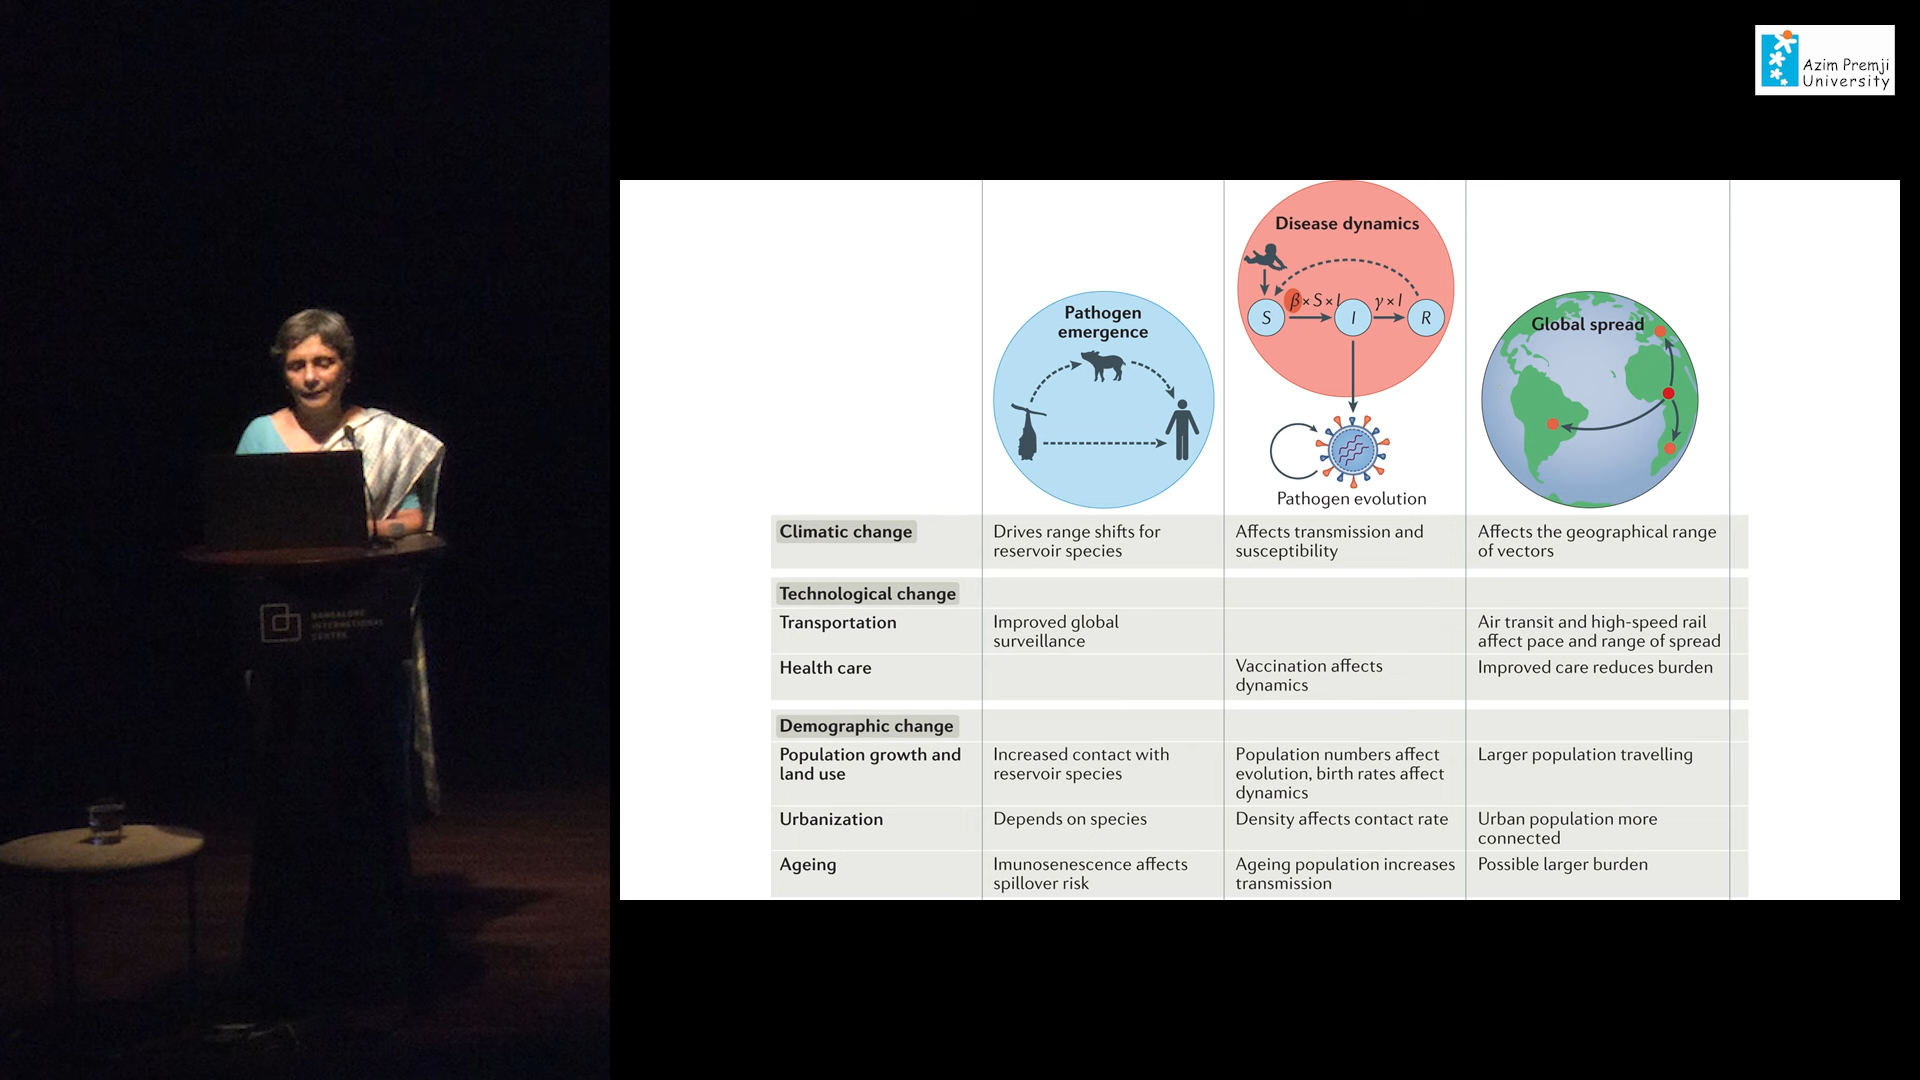 Azim Premji
University
BANGALORE
INTERNATIONAL
CENTRE
Pathogen
emergence
Disease dynamics
S
β×S×I
I
γ×I
R
Pathogen evolution
Global spread
Climatic change
Drives range shifts for
reservoir species
Affects transmission and
susceptibility
Affects the geographical range
of vectors
Technological change
Transportation
Improved global
surveillance
Air transit and high-speed rail
affect pace and range of spread
Health care
Vaccination affects
dynamics
Improved care reduces burden
Demographic change
Population growth and
land use
Increased contact with
reservoir species
Population numbers affect
evolution, birth rates affect
dynamics
Larger population travelling
Urbanization
Depends on species
Density affects contact rate
Urban population more
connected
Ageing
Imunosenescence affects
spillover risk
Ageing population increases
transmission
Possible larger burden